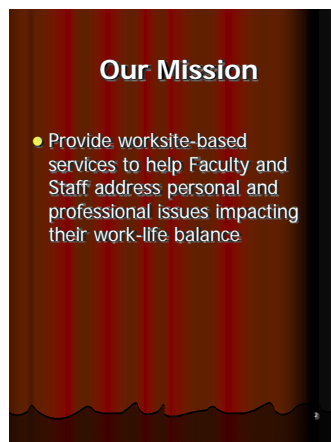 Our Mission
Provide worksite-based
services to help Faculty and
Staff address personal and
professional issues impacting
their work-life balance